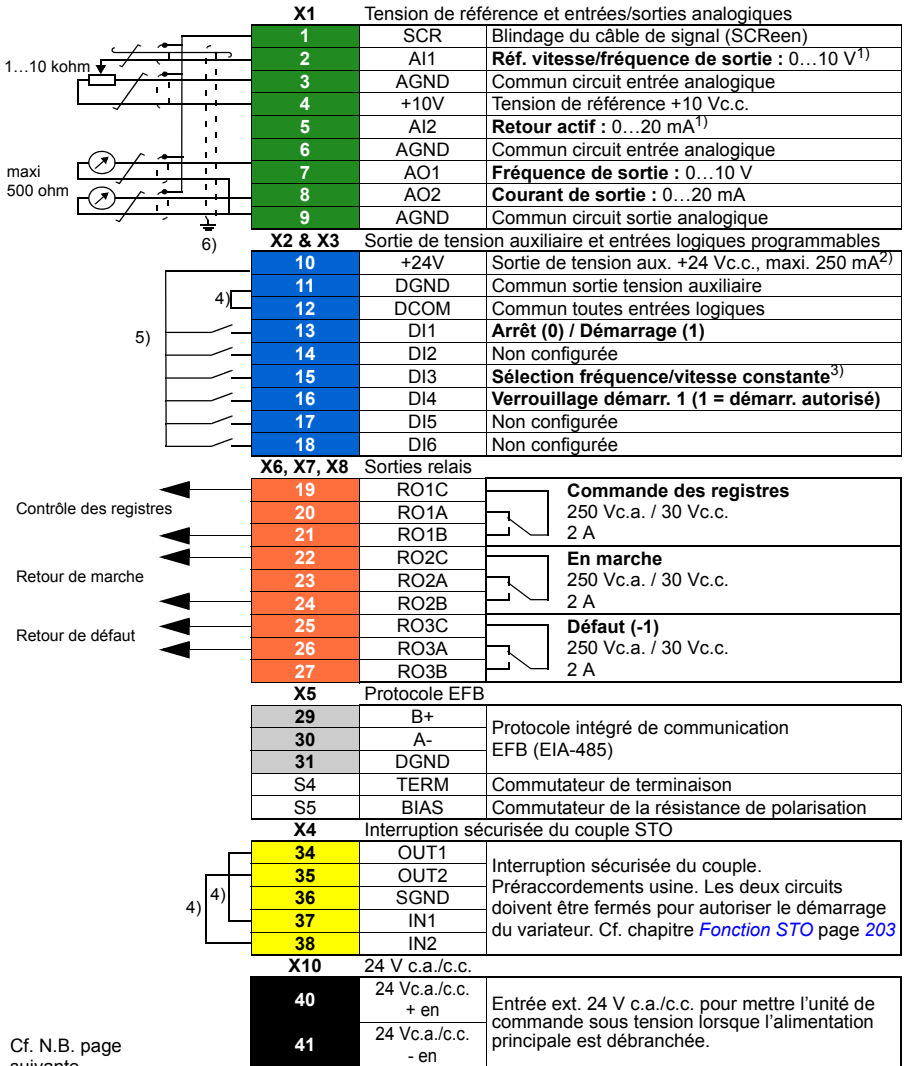 X1 Tension de référence et entrées/sorties analogiques
1 SCR Blindage du câble de signal (SCReen)
1…10 kohm 2 AI1 Réf. vitesse/fréquence de sortie : 0…10 V1)
3 AGND Commun circuit entrée analogique
4 +10V Tension de référence +10 Vc.c.
5 AI2 Retour actif : 0…20 mA1)
6 AGND Commun circuit entrée analogique
maxi
500 ohm
7 AO1 Fréquence de sortie : 0…10 V
8 AO2 Courant de sortie : 0…20 mA
9 AGND Commun circuit sortie analogique
6)
X2 & X3 Sortie de tension auxiliaire et entrées logiques programmables
10 +24V Sortie de tension aux. +24 Vc.c., maxi. 250 mA2)
11 DGND Commun sortie tension auxiliaire
4)
12 DCOM Commun toutes entrées logiques
5)
13 DI1 Arrêt (0) / Démarrage (1)
14 DI2 Non configurée
15 DI3 Sélection fréquence/vitesse constante3)
16 DI4 Verrouillage démarr. 1 (1 = démarr. autorisé)
17 DI5 Non configurée
18 DI6 Non configurée
X6, X7, X8 Sorties relais
Contrôle des registres
19 RO1C Commande des registres
20 RO1A 250 Vc.a. / 30 Vc.c.
21 RO1B 2 A
Retour de marche
22 RO2C En marche
23 RO2A 250 Vc.a. / 30 Vc.c.
24 RO2B 2 A
Retour de défaut
25 RO3C Défaut (-1)
26 RO3A 250 Vc.a. / 30 Vc.c.
27 RO3B 2 A
X5 Protocole EFB
29 B+
30 A-
31 DGND
Protocole intégré de communication
EFB (EIA-485)
S4 TERM Commutateur de terminaison
S5 BIAS Commutateur de la résistance de polarisation
X4 Interruption sécurisée du couple STO
4) 4)
34 OUT1
35 OUT2
36 SGND
37 IN1
38 IN2
Interruption sécurisée du couple.
Préraccordements usine. Les deux circuits
doivent être fermés pour autoriser le démarrage
du variateur. Cf. chapitre Fonction STO page 203
X10 24 V c.a./c.c.
40 24 Vc.a./c.c.
+ en
41 24 Vc.a./c.c.
- en
Entrée ext. 24 V c.a./c.c. pour mettre l'unité de
commande sous tension lorsque l'alimentation
principale est débranchée.
Cf. N.B. page
suivante